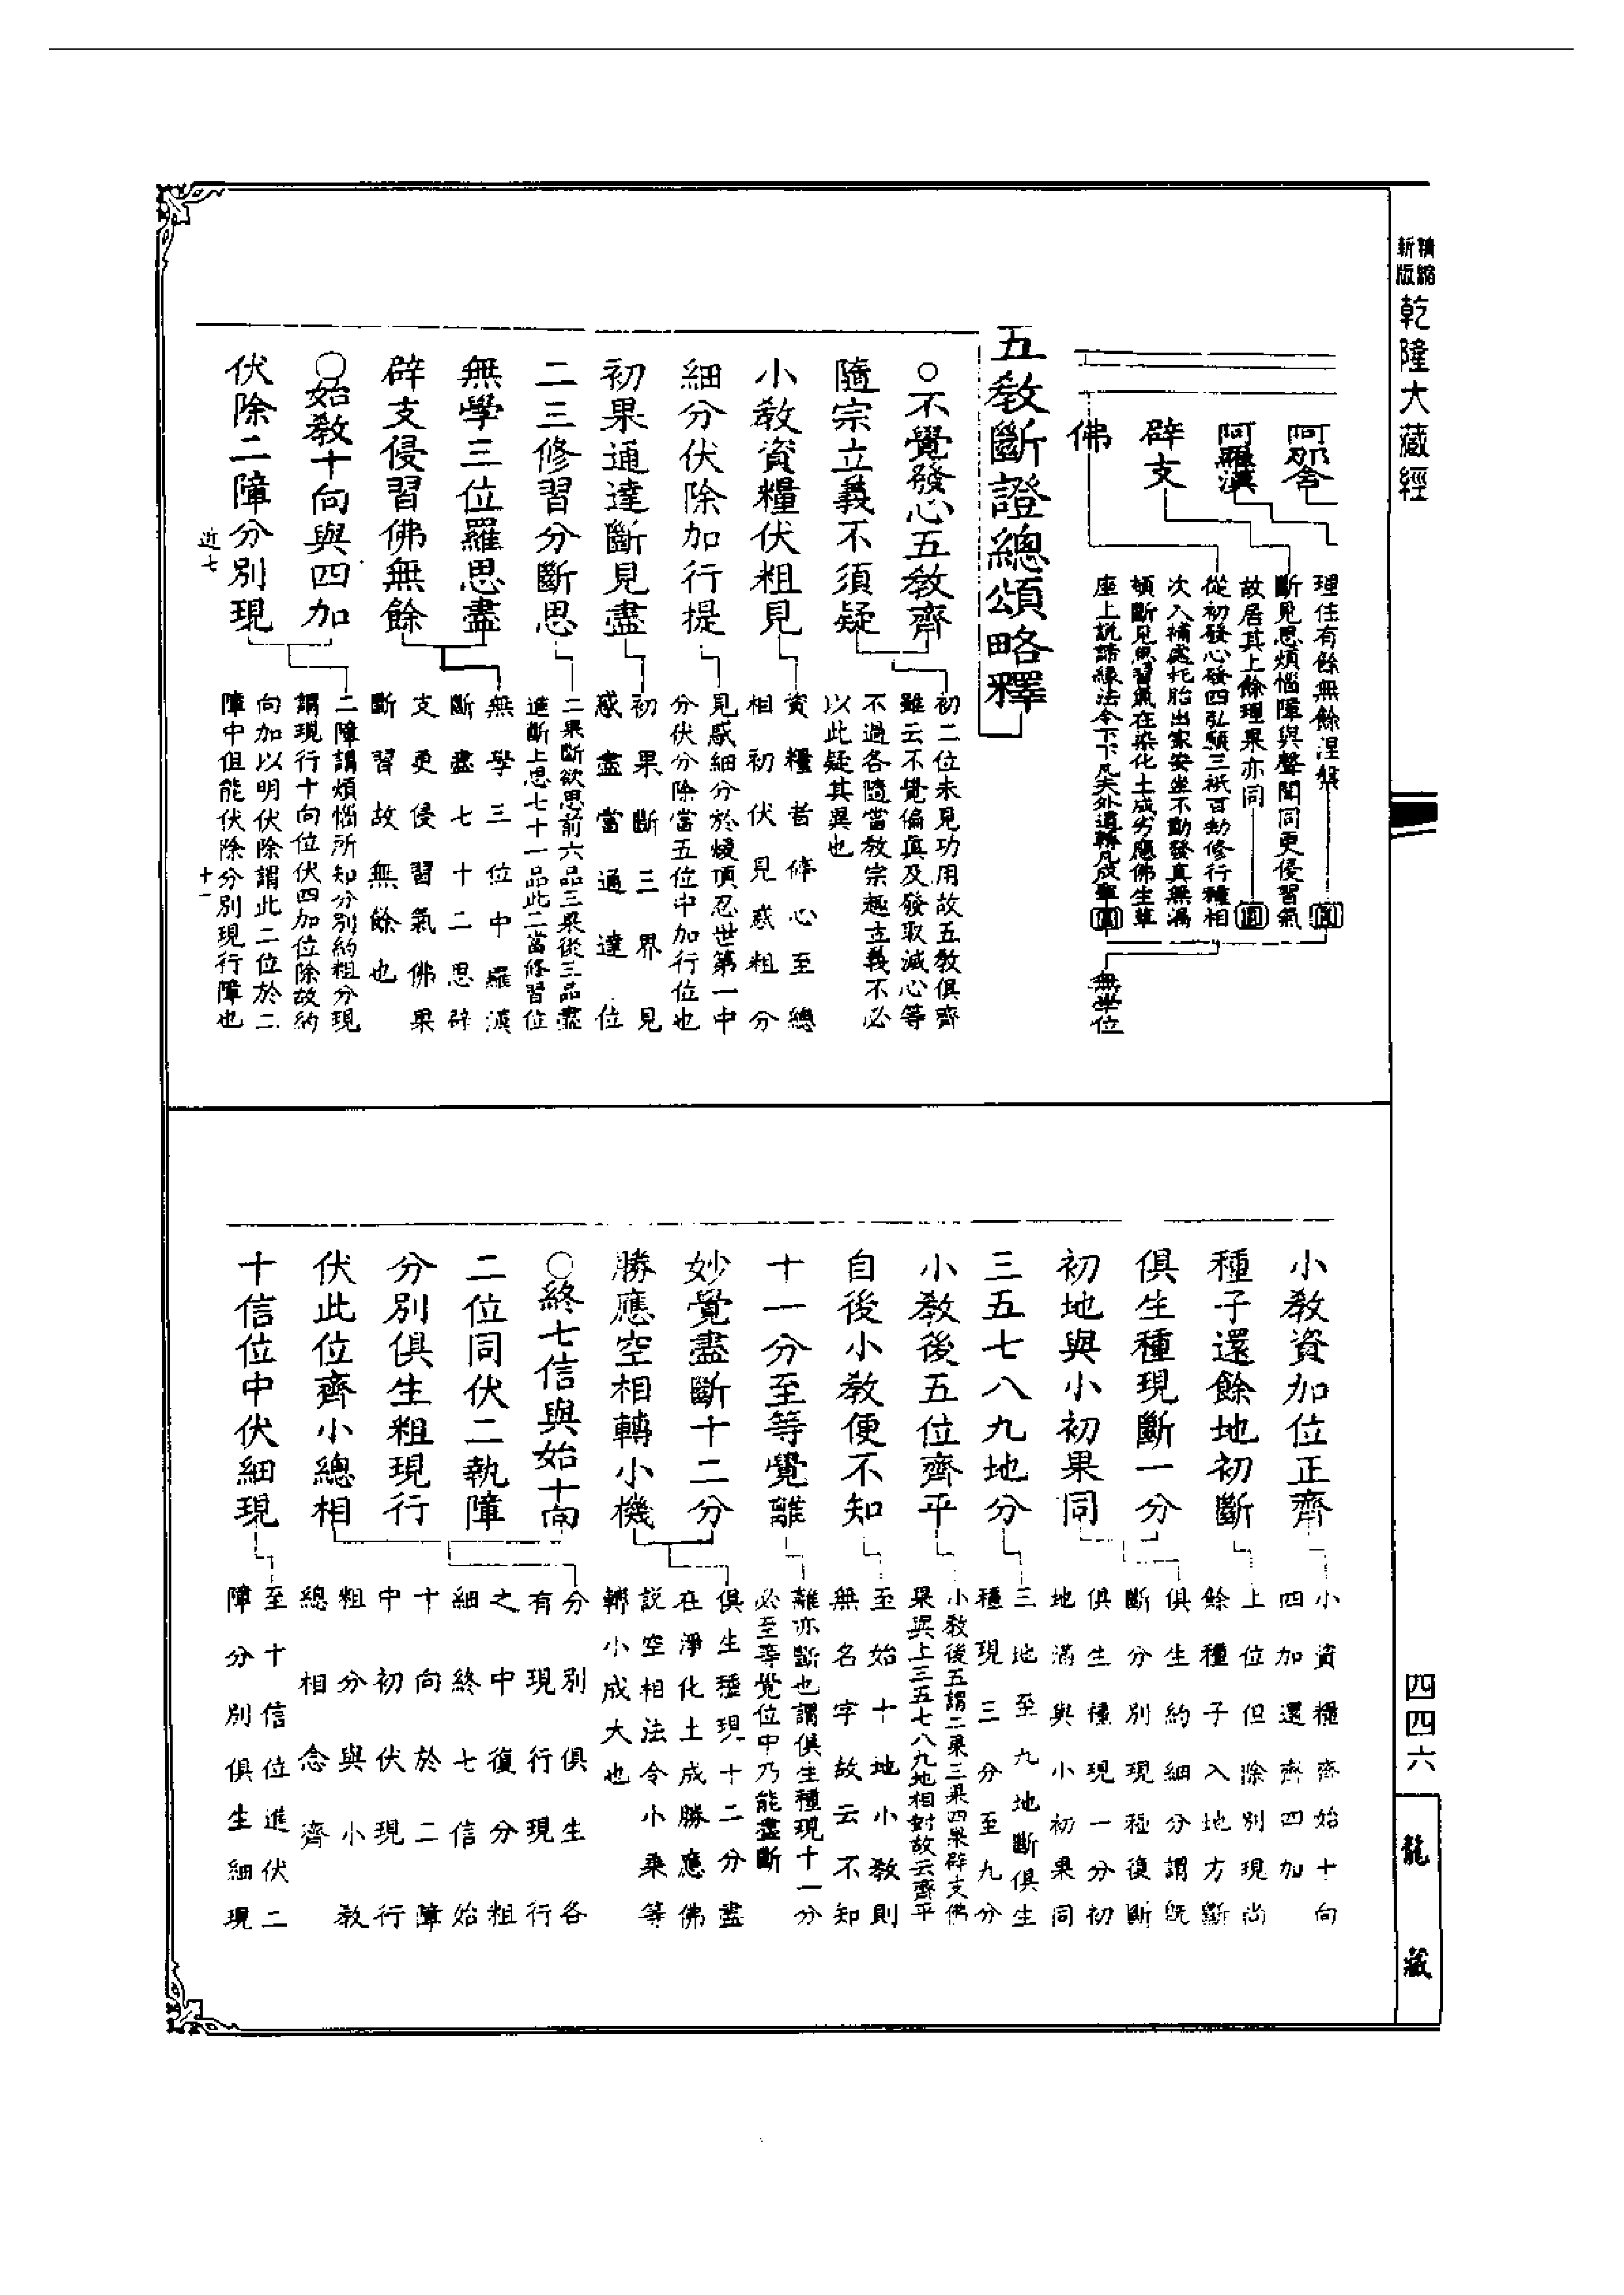 精縮
新版
乾隆大藏經
四四六
龍藏
阿那含
阿羅漢
辟支
佛
理住有餘無餘涅槃
圓
斷見思煩惱障與聲聞同更侵習氣
故居其上餘理果亦同
圓
從初發心發四弘願三祇百劫修行種相
次入補處托胎出家安坐不動發真無漏
頓斷見思習氣在染化土成劣應佛生草
座上說諦緣法令下下凡夫外道轉凡成聖
圓
無學位
五教斷證總頌略釋
○不覺發心五教齊
隨宗立義不須疑
初二位未見功用故五教俱齊
雖云不覺偏真及發取滅心等
不過各隨當教宗趣立義不必
以此疑其異也
小教資糧伏粗見
資糧者修心至總
相初伏見惑粗分
細分伏除加行提
見惑細分於煖頂忍世第一中
分伏分除當五位中加行位也
初果通達斷見盡
初果斷三界見
惑盡當通達位
二三修習分斷思
二果斷欲思前六品三果後三品盡
進斷上思七十一品此二當修習位
無學三位羅思盡
辟支侵習佛無餘
無學三位中羅漢
斷盡七十二思辟
支更侵習氣佛果
斷習故無餘也
○始教十向與四加
伏除二障分別現
二障謂煩惱所知分別約粗分現
謂現行十向位伏四加位除故約
向加以明伏除謂此二位於二
障中但能伏除分別現行障也
逝七
十一
小教資加位正齊
小資糧齊始十向
四加還齊四加
種子還餘地初斷
上位但除別現尚
餘種子入地方斷
俱生種現斷一分
初地與小初果同
俱生約細分謂既
斷分別現種復斷
俱生種現一分初
地滿與小初果同
三五七八九地分
三地至九地斷俱生
種現三分至九分
小教後五位齊平
小教後五謂二果三果四果辟支佛
果與上三五七八九地相對故云齊平
自後小教便不知
至始十地小教則
無名字故云不知
十一分至等覺離
離亦斷也謂俱生種現十一分
必至等覺位中乃能盡斷
妙覺盡斷十二分
勝應空相轉小機
俱生種現十二分盡
在淨化土成勝應佛
說空相法令小乘等
轉小成大也
○終七信與始十向
二位同伏二執障
分別俱生粗現行
伏此位齊小總相
分別俱生各
有現行現行
之中復分粗
細終七信始
十向於二障
中初伏現行
粗分與小教
總相念齊
十信位中伏細現
至十信位進伏二
障分別俱生細現